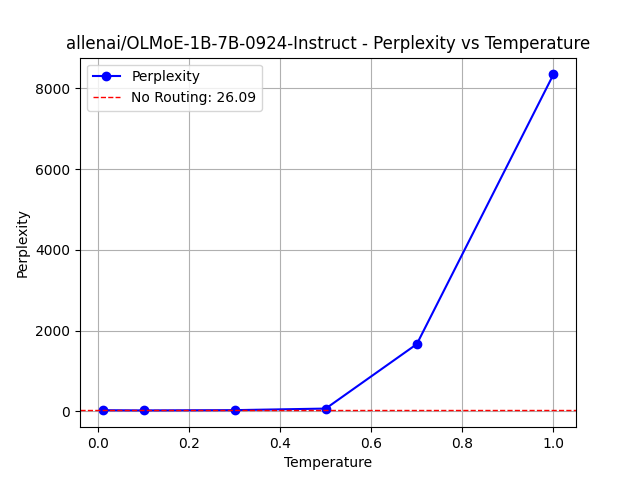 allenai/OLMoE-1B-7B-0924-Instruct - Perplexity vs Temperature
Perplexity
No Routing: 26.09
8000
6000
4000
2000
0
Perplexity
0.0 0.2 0.4 0.6 0.8 1.0
Temperature